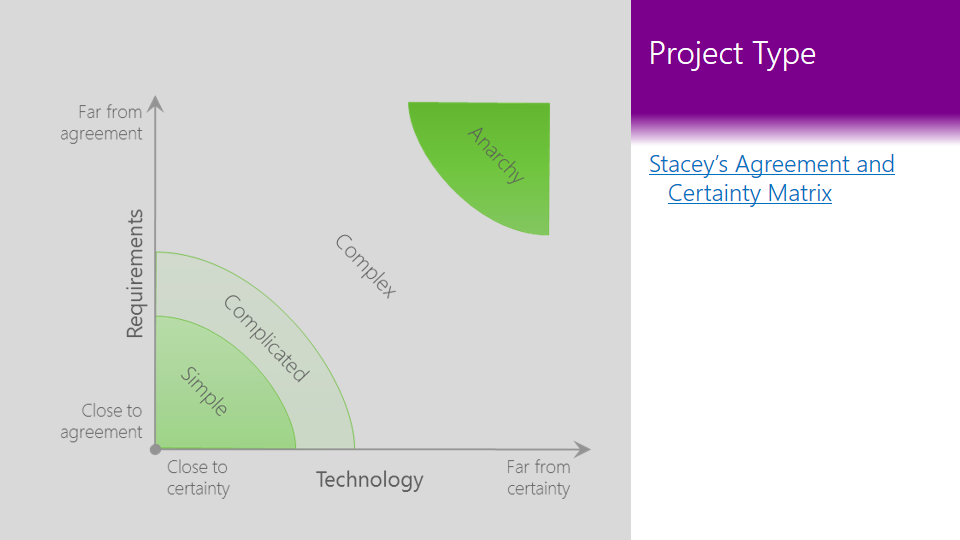 Project Type
Stacey’s Agreement and
Certainty Matrix
Far from
agreement
Requirements
Close to
agreement
Anarchy
Complex
Complicated
Simple
Close to
certainty
Technology
Far from
certainty